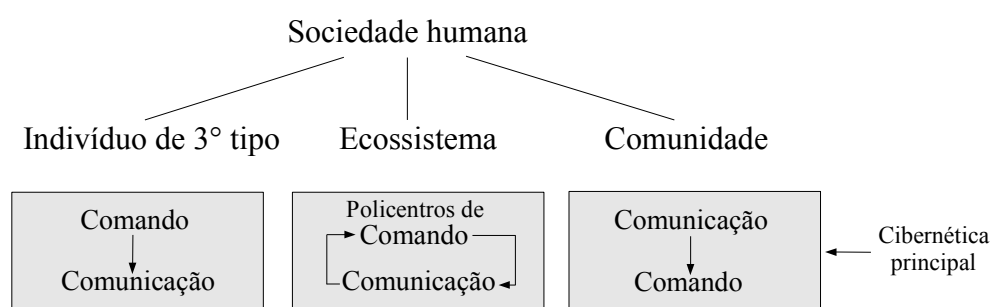 Sociedade humana
Indivíduo de 3° tipo
Ecossistema
Comunidade
Comando
Comunicação
Policentros de
Comando
Comunicação
Comunicação
Comando
Cibernética
principal